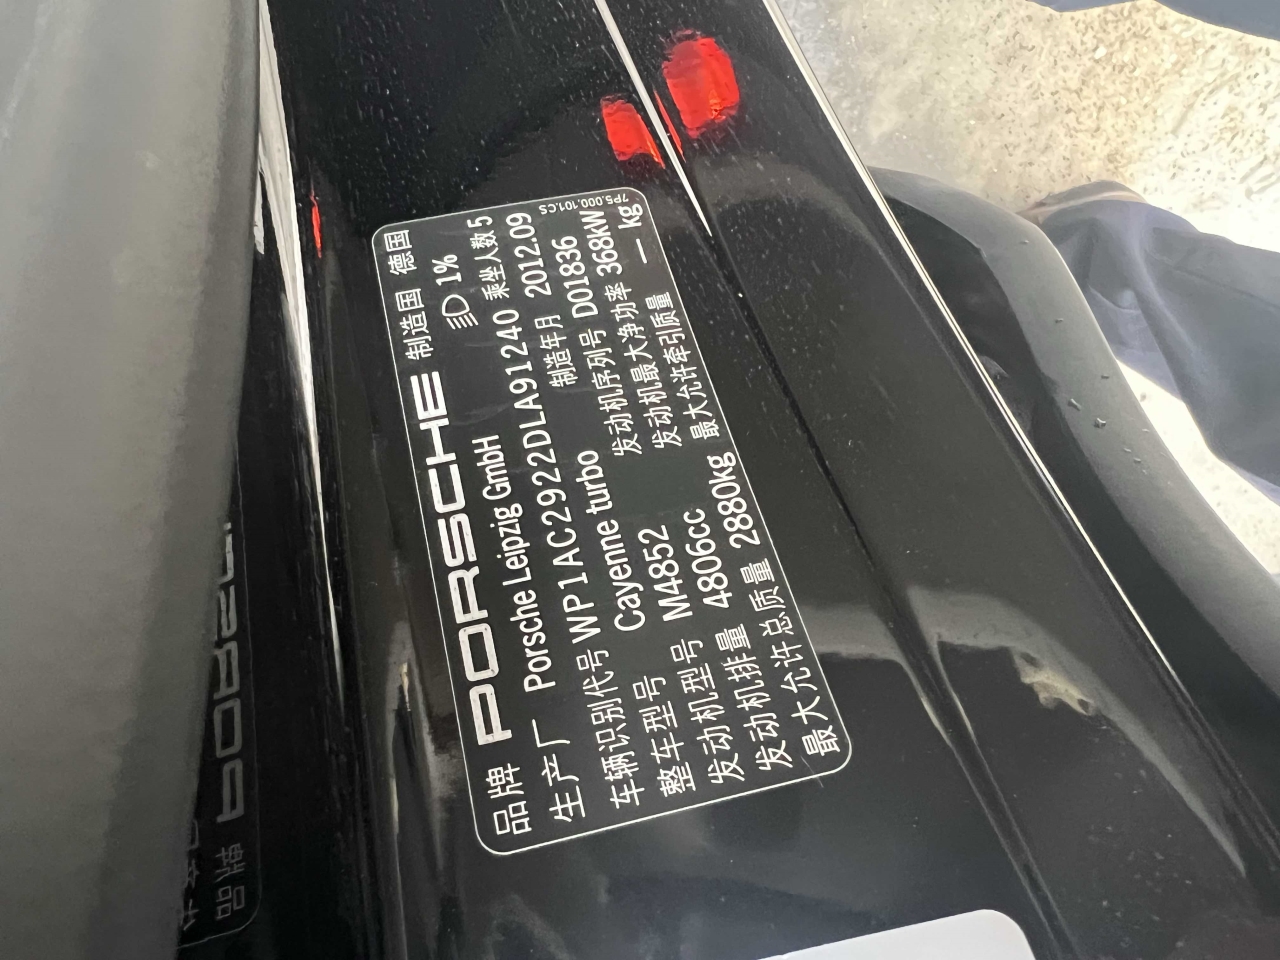 品牌 PORSCHE 制造国 德国
生产厂 Porsche Leipzig GmbH 1%
车辆识别代号 WP1AC2922DLA91240 乘坐人数 5
整车型号 Cayenne turbo 制造年月 2012.09
发动机型号 M4852 发动机序列号 D01836
发动机排量 4806cc 发动机最大净功率 368kW
最大允许总质量 2880kg 最大允许牵引质量 — kg
7P5.000.101.CS